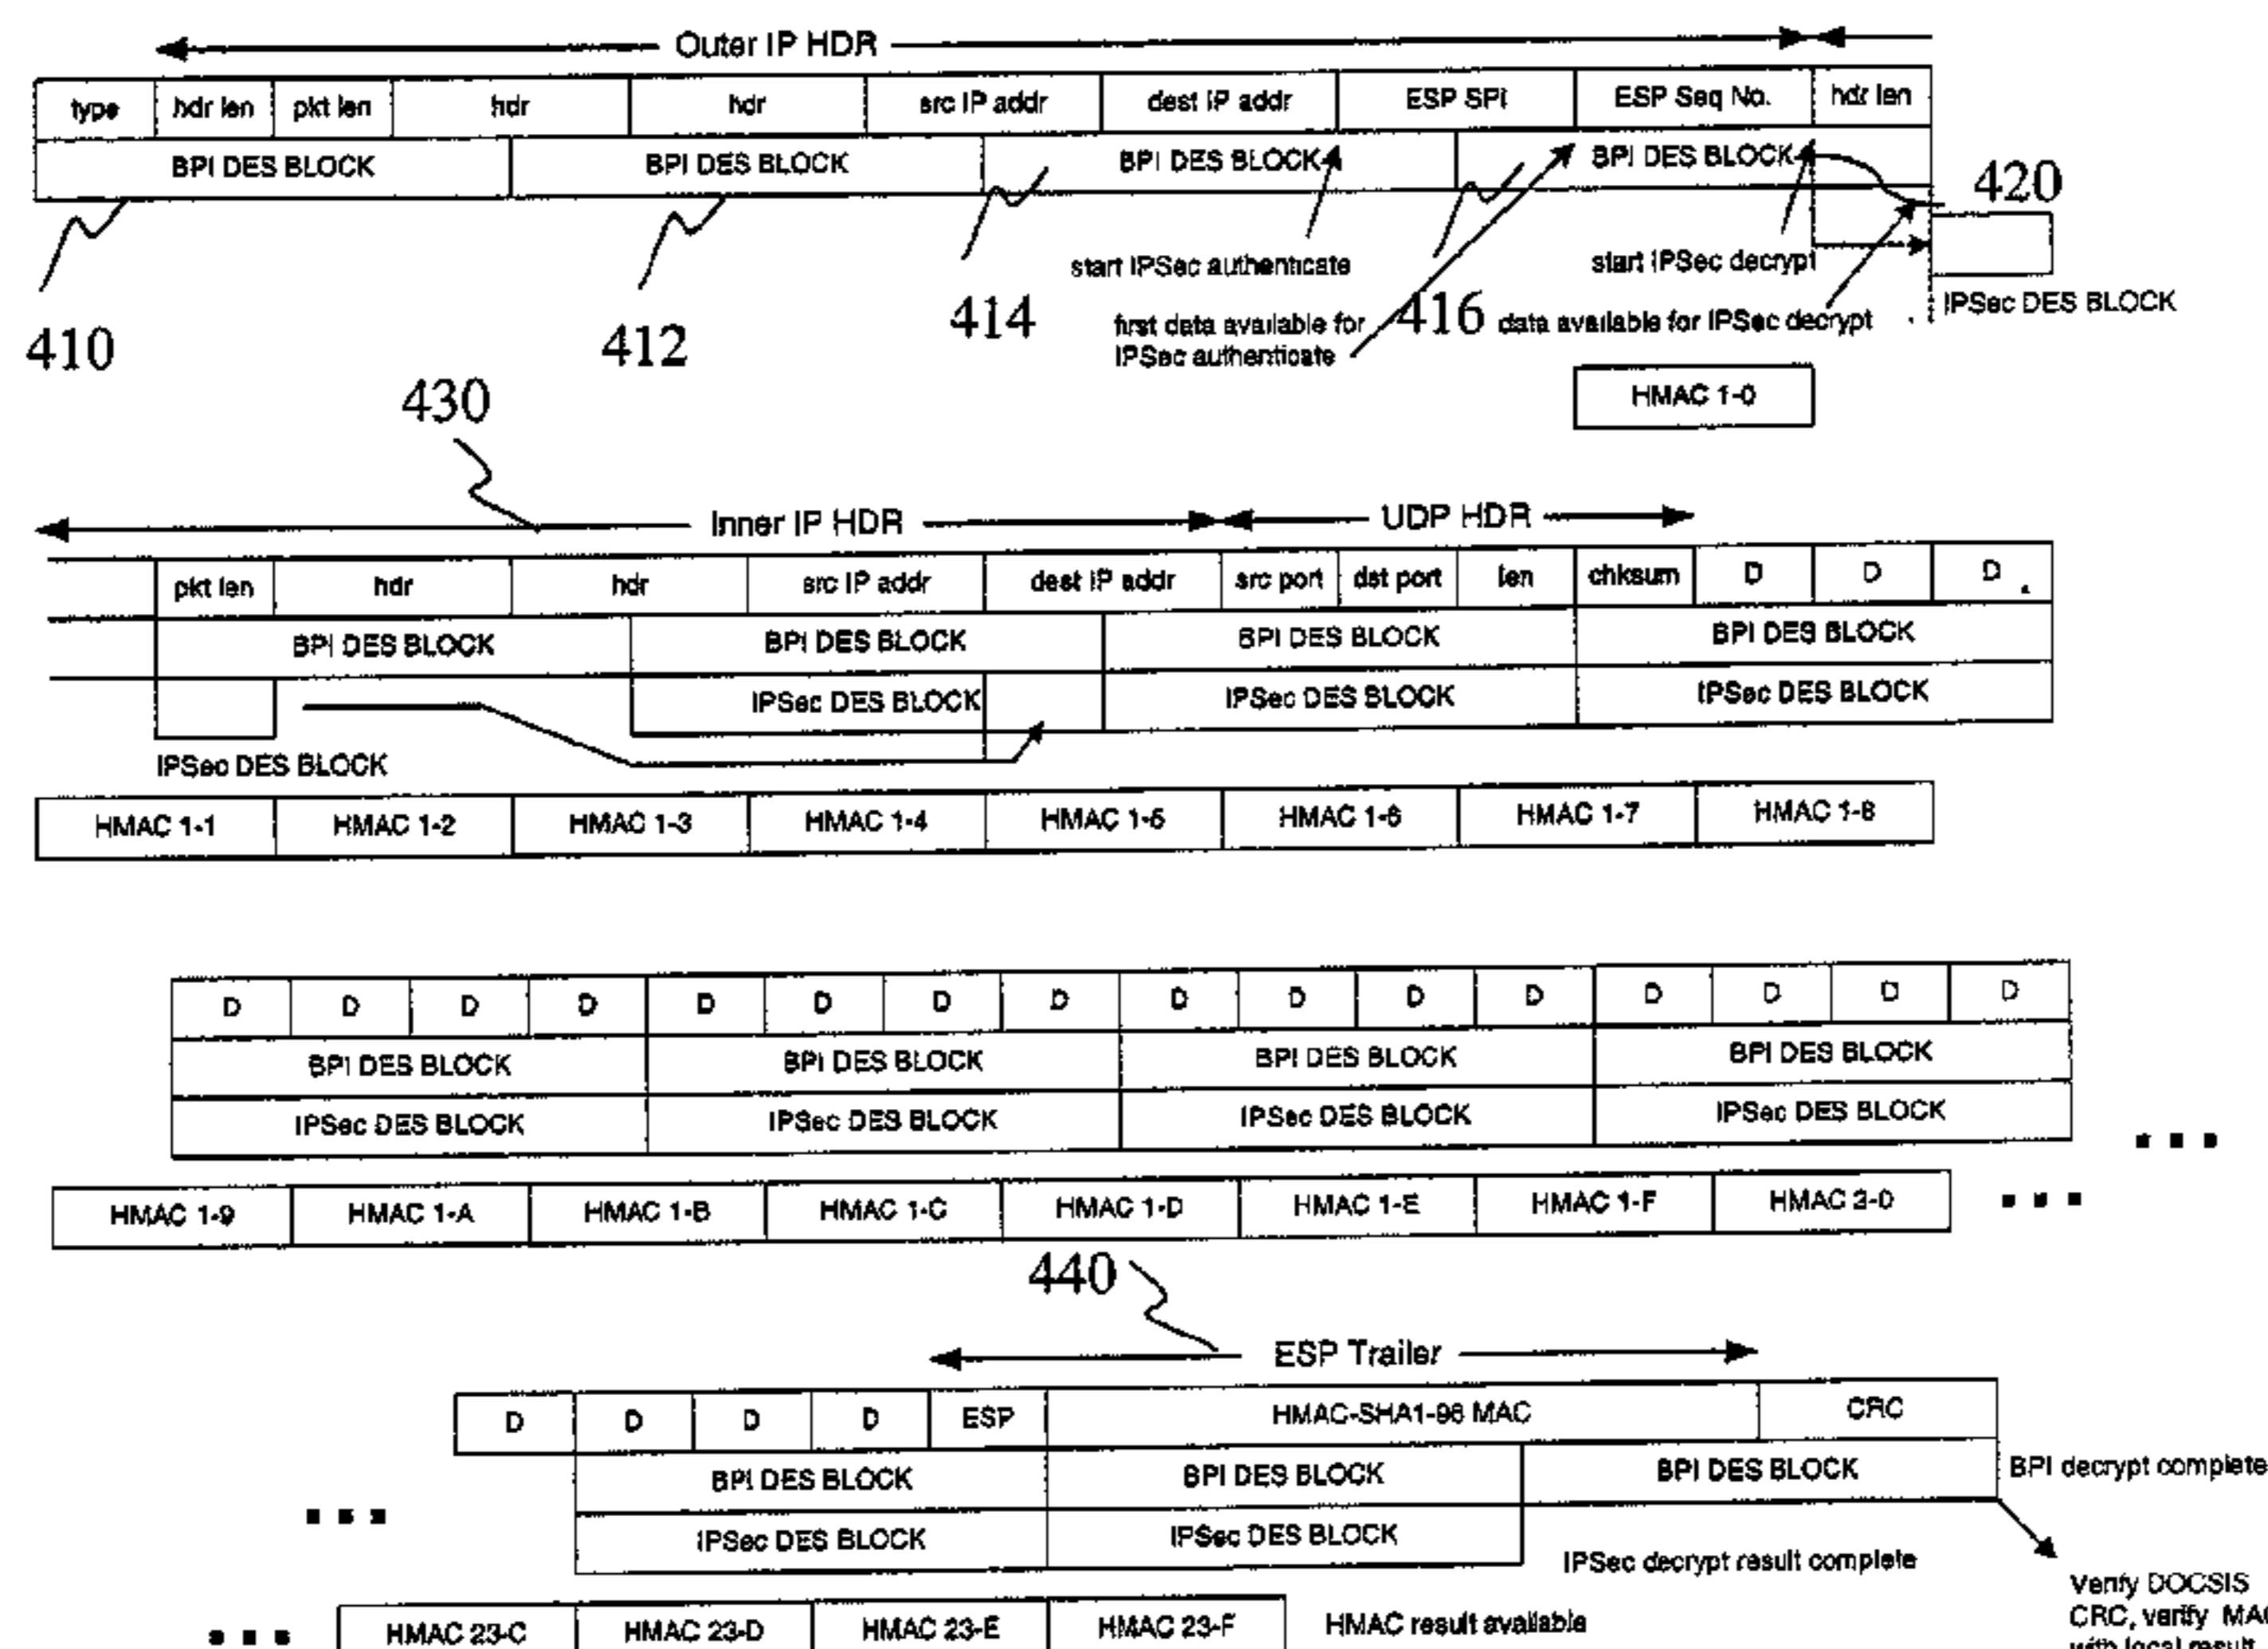 Outer IP HDR
type hdr len pkt len hdr hdr src IP addr dest IP addr ESP SPI ESP Seq No. hdr len
BPI DES BLOCK BPI DES BLOCK BPI DES BLOCK BPI DES BLOCK
420
start IPSec authenticate start IPSec decrypt
IPSec DES BLOCK
410 412 414 416
first data available for
IPSec authenticate
data available for IPSec decrypt
HMAC 1-0
430
Inner IP HDR UDP HDR
pkt len hdr hdr src IP addr dest IP addr src port dst port len chksum D D D
BPI DES BLOCK BPI DES BLOCK BPI DES BLOCK BPI DES BLOCK
IPSec DES BLOCK IPSec DES BLOCK IPSec DES BLOCK
IPSec DES BLOCK
HMAC 1-1 HMAC 1-2 HMAC 1-3 HMAC 1-4 HMAC 1-5 HMAC 1-6 HMAC 1-7 HMAC 1-8
D D D D D D D D D D D D D D D D
BPI DES BLOCK BPI DES BLOCK BPI DES BLOCK BPI DES BLOCK
IPSec DES BLOCK IPSec DES BLOCK IPSec DES BLOCK IPSec DES BLOCK
HMAC 1-9 HMAC 1-A HMAC 1-B HMAC 1-C HMAC 1-D HMAC 1-E HMAC 1-F HMAC 2-0
440
ESP Trailer
D D D D ESP HMAC-SHA1-96 MAC CRC
BPI DES BLOCK BPI DES BLOCK BPI DES BLOCK BPI decrypt complete
IPSec DES BLOCK IPSec DES BLOCK IPSec decrypt result complete
Verify DOCSIS
CRC, verify MAC
with local result
HMAC 23-C HMAC 23-D HMAC 23-E HMAC 23-F HMAC result available